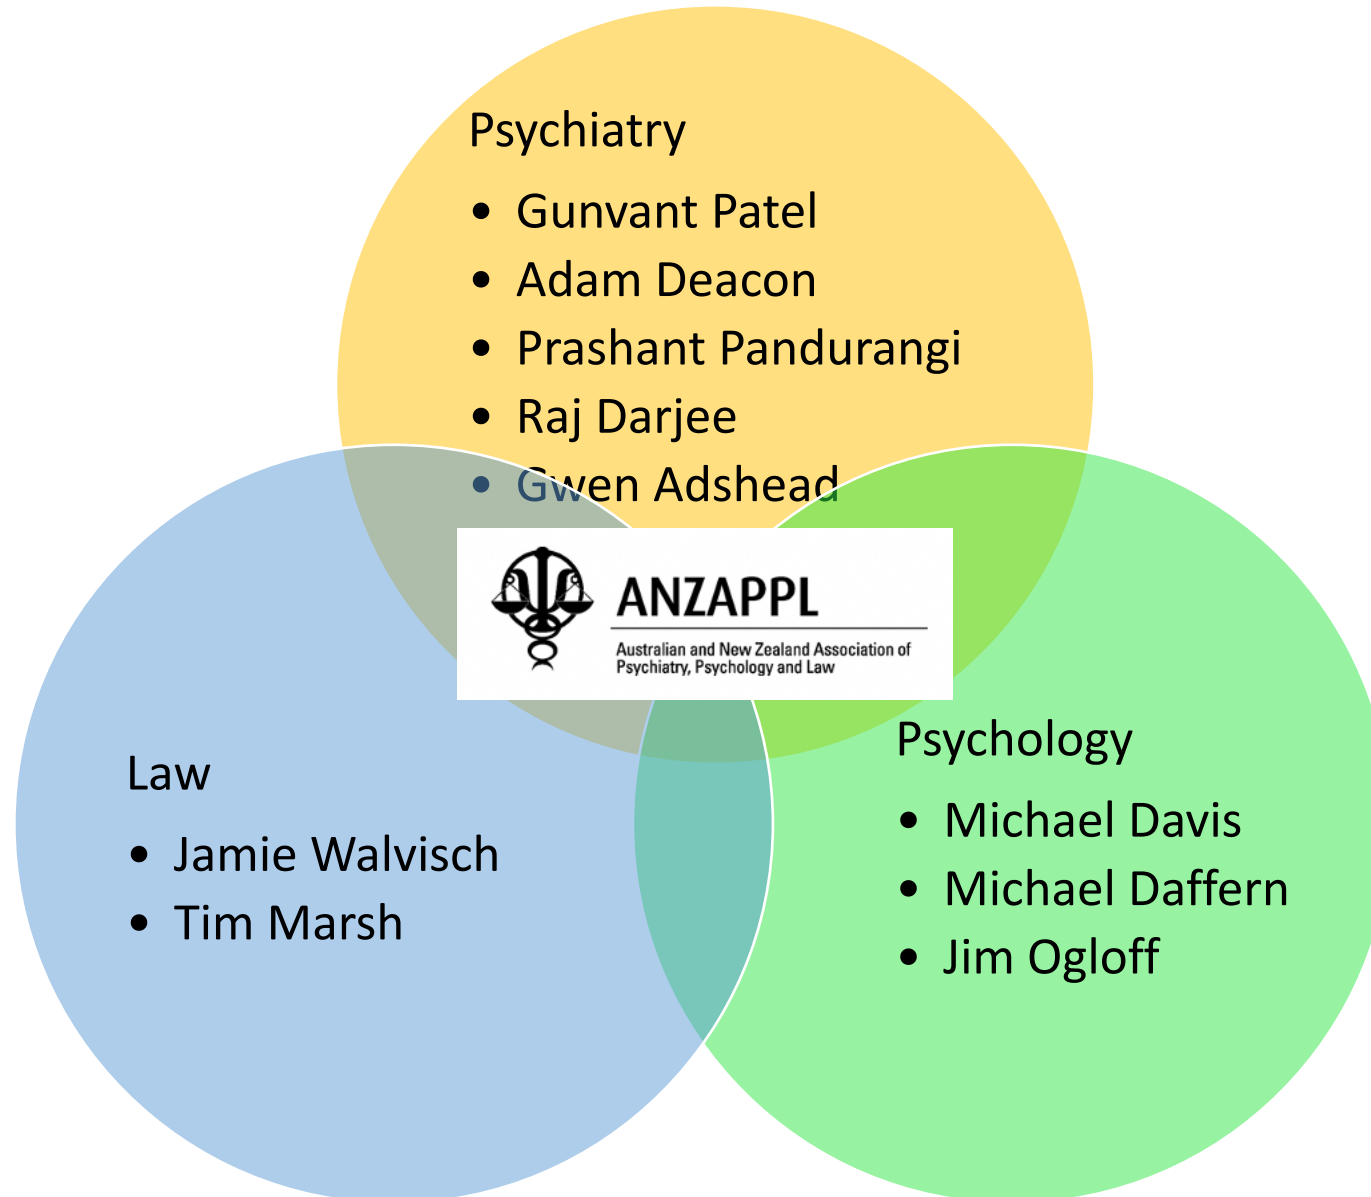 Psychiatry
• Gunvant Patel
• Adam Deacon
• Prashant Pandurangi
• Raj Darjee
• Gwen Adshead
ANZAPPL
Australian and New Zealand Association of
Psychiatry, Psychology and Law
Law
• Jamie Walvisch
• Tim Marsh
Psychology
• Michael Davis
• Michael Daffern
• Jim Ogloff